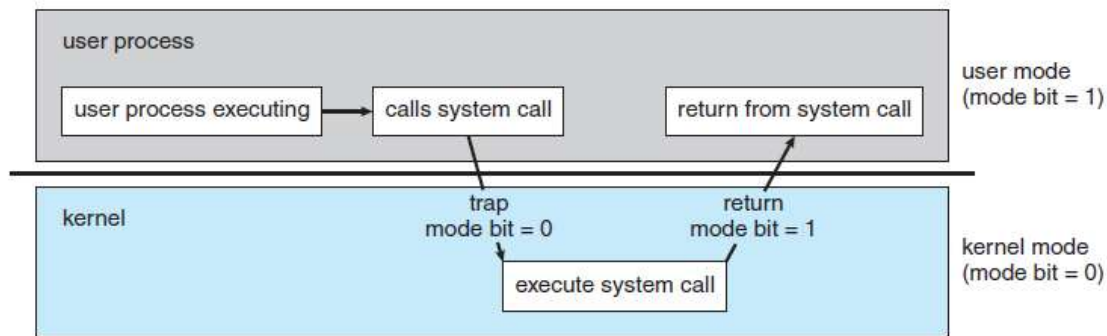 user process
user process executing
calls system call
return from system call
user mode
(mode bit = 1)
kernel
trap
mode bit = 0
return
mode bit = 1
kernel mode
(mode bit = 0)
execute system call